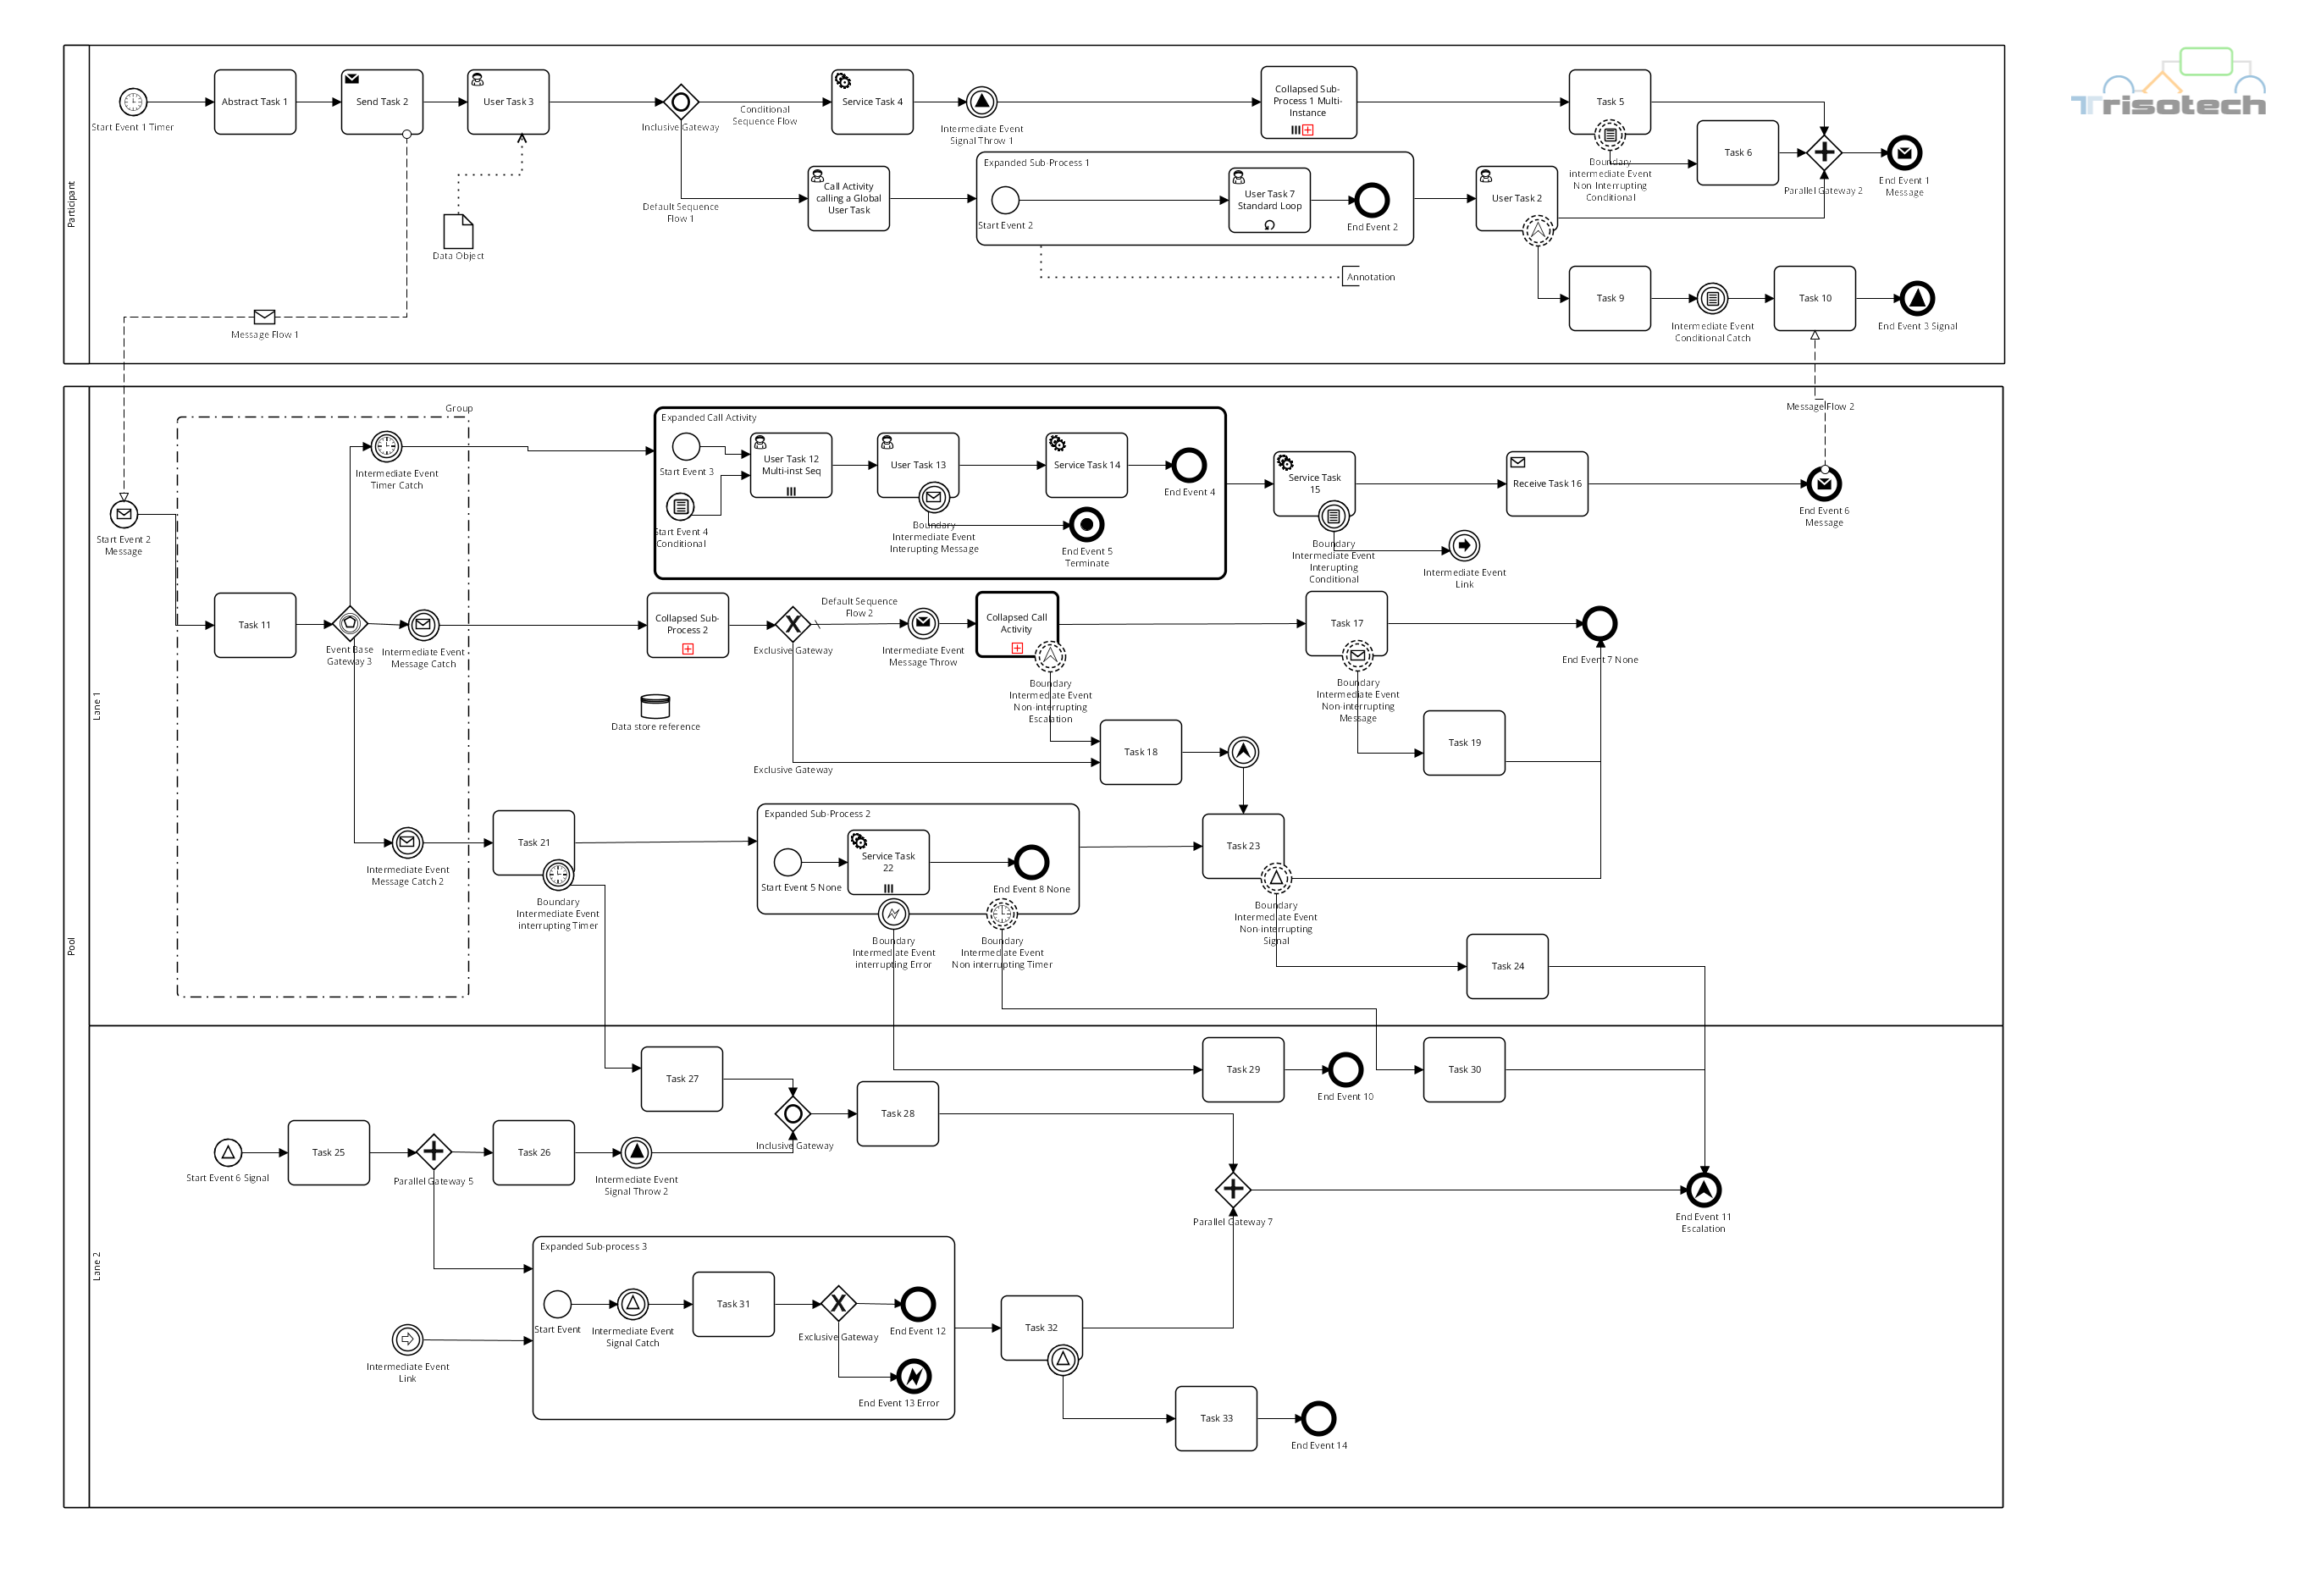 Trisotech
Participant
Start Event 1 Timer
Abstract Task 1
Send Task 2
User Task 3
Inclusive Gateway
Conditional
Sequence Flow
Service Task 4
Intermediate Event
Signal Throw 1
Collapsed Sub-
Process 1 Multi-
Instance
Task 5
Boundary
intermediate Event
Non Interrupting
Conditional
Task 6
Parallel Gateway 2
End Event 1
Message
Data Object
Default Sequence
Flow 1
Call Activity
calling a Global
User Task
Expanded Sub-Process 1
Start Event 2
User Task 7
Standard Loop
End Event 2
User Task 2
Annotation
Task 9
Intermediate Event
Conditional Catch
Task 10
End Event 3 Signal
Message Flow 1
Message Flow 2
Pool
Lane 1
Group
Start Event 2
Message
Intermediate Event
Timer Catch
Expanded Call Activity
Start Event 3
Start Event 4
Conditional
User Task 12
Multi-inst Seq
User Task 13
Boundary
Intermediate Event
Interupting Message
Service Task 14
End Event 4
End Event 5
Terminate
Service Task
15
Boundary
Intermediate Event
Interupting
Conditional
Intermediate Event
Link
Receive Task 16
End Event 6
Message
Task 11
Event Base
Gateway 3
Intermediate Event
Message Catch
Collapsed Sub-
Process 2
Exclusive Gateway
Default Sequence
Flow 2
Intermediate Event
Message Throw
Collapsed Call
Activity
Boundary
Intermediate Event
Non-interrupting
Escalation
Task 17
Boundary
Intermediate Event
Non-interrupting
Message
End Event 7 None
Data store reference
Exclusive Gateway
Task 18
Task 19
Intermediate Event
Message Catch 2
Task 21
Boundary
Intermediate Event
interrupting Timer
Expanded Sub-Process 2
Start Event 5 None
Service Task
22
End Event 8 None
Boundary
Intermediate Event
interrupting Error
Boundary
Intermediate Event
Non interrupting Timer
Task 23
Boundary
Intermediate Event
Non-interrupting
Signal
Task 24
Lane 2
Task 27
Task 29
End Event 10
Task 30
Start Event 6 Signal
Task 25
Parallel Gateway 5
Task 26
Intermediate Event
Signal Throw 2
Inclusive Gateway
Task 28
Parallel Gateway 7
End Event 11
Escalation
Expanded Sub-process 3
Start Event
Intermediate Event
Signal Catch
Task 31
Exclusive Gateway
End Event 12
End Event 13 Error
Intermediate Event
Link
Task 32
Task 33
End Event 14